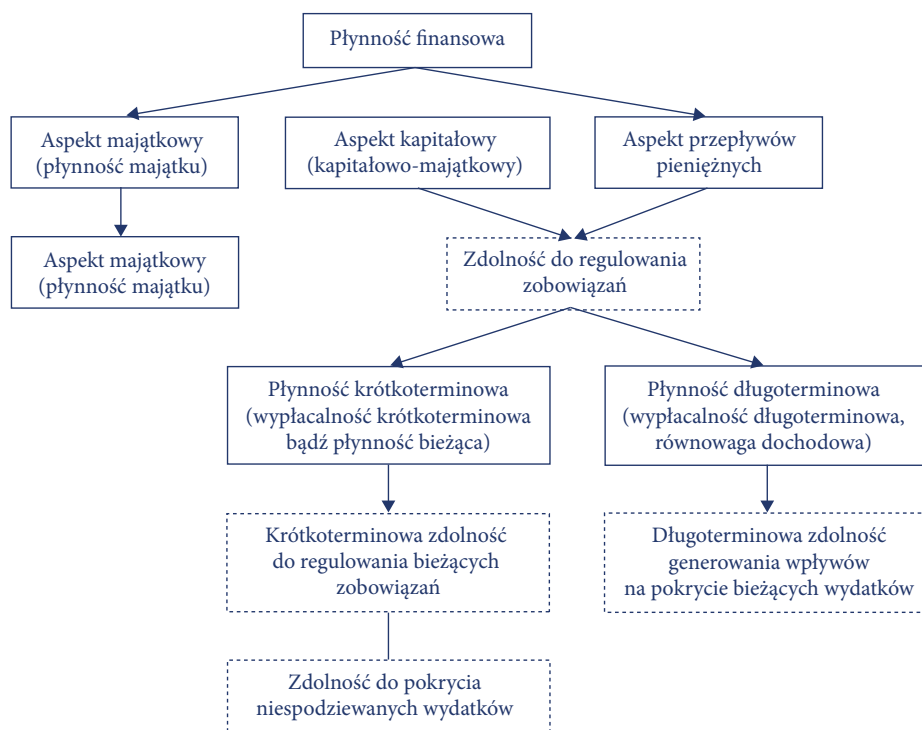 Płynność finansowa
Aspekt majątkowy
(płynność majątku)
Aspekt kapitałowy
(kapitałowo-majątkowy)
Aspekt przepływów
pieniężnych
Aspekt majątkowy
(płynność majątku)
Zdolność do regulowania
zobowiązań
Płynność krótkoterminowa
(wypłacalność krótkoterminowa
bądź płynność bieżąca)
Płynność długoterminowa
(wypłacalność długoterminowa,
równowaga dochodowa)
Krótkoterminowa zdolność
do regulowania bieżących
zobowiązań
Długoterminowa zdolność
generowania wpływów
na pokrycie bieżących wydatków
Zdolność do pokrycia
niespodziewanych wydatków